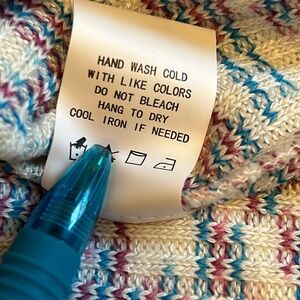 HAND WASH COLD
WITH LIKE COLORS
DO NOT BLEACH
HANG TO DRY
COOL IRON IF NEEDED